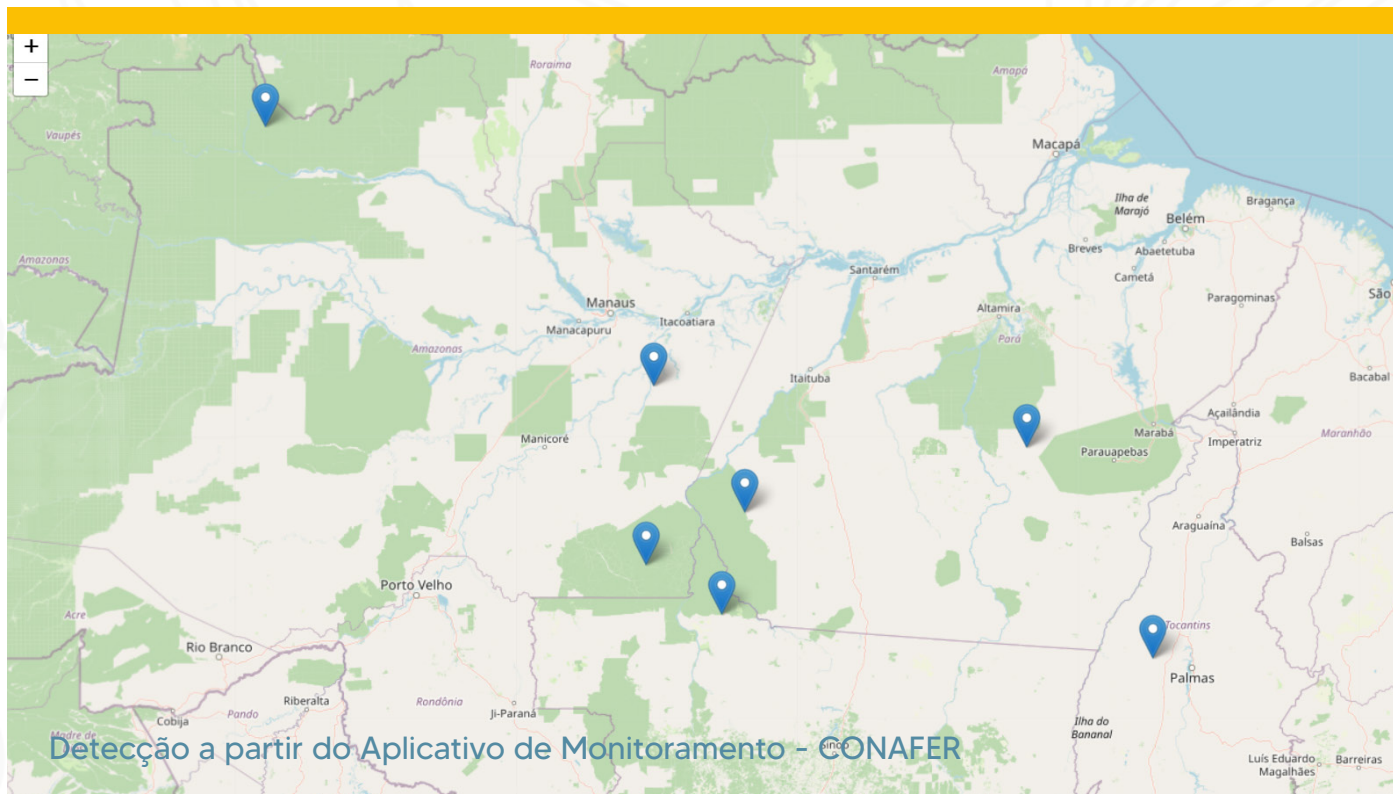 +
−
Roraima
Amapá
Vaupés
Macapá
Ilha de
Marajó
Bragança
Belém
Breves
Abaetetuba
Amazonas
Santarém
Cametá
Paragominas
São
Manaus
Altamira
Itacoatiara
Manacapuru
Pará
Amazonas
Itaituba
Bacabal
Açailândia
Marabá
Imperatriz
Maranhão
Manicoré
Parauapebas
Araguaína
Balsas
Porto Velho
Acre
Tocantins
Rio Branco
Palmas
Riberalta
Rondônia
Pando
Ji-Paraná
Cobija
Ilha do
Bananal
Madre de
Sinop
Detecção a partir do Aplicativo de Monitoramento - CONAFER
Luís Eduardo
Magalhães
Barreiras